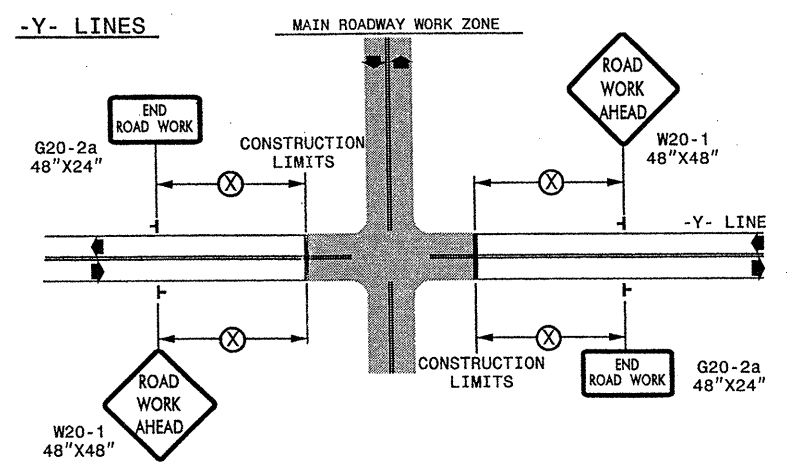 -Y- LINES
MAIN ROADWAY WORK ZONE
END
ROAD WORK
G20-2a
48"X24"
CONSTRUCTION
LIMITS
X
ROAD
WORK
AHEAD
W20-1
48"X48"
X
-Y- LINE
X
ROAD
WORK
AHEAD
W20-1
48"X48"
X
CONSTRUCTION
LIMITS
END
ROAD WORK
G20-2a
48"X24"